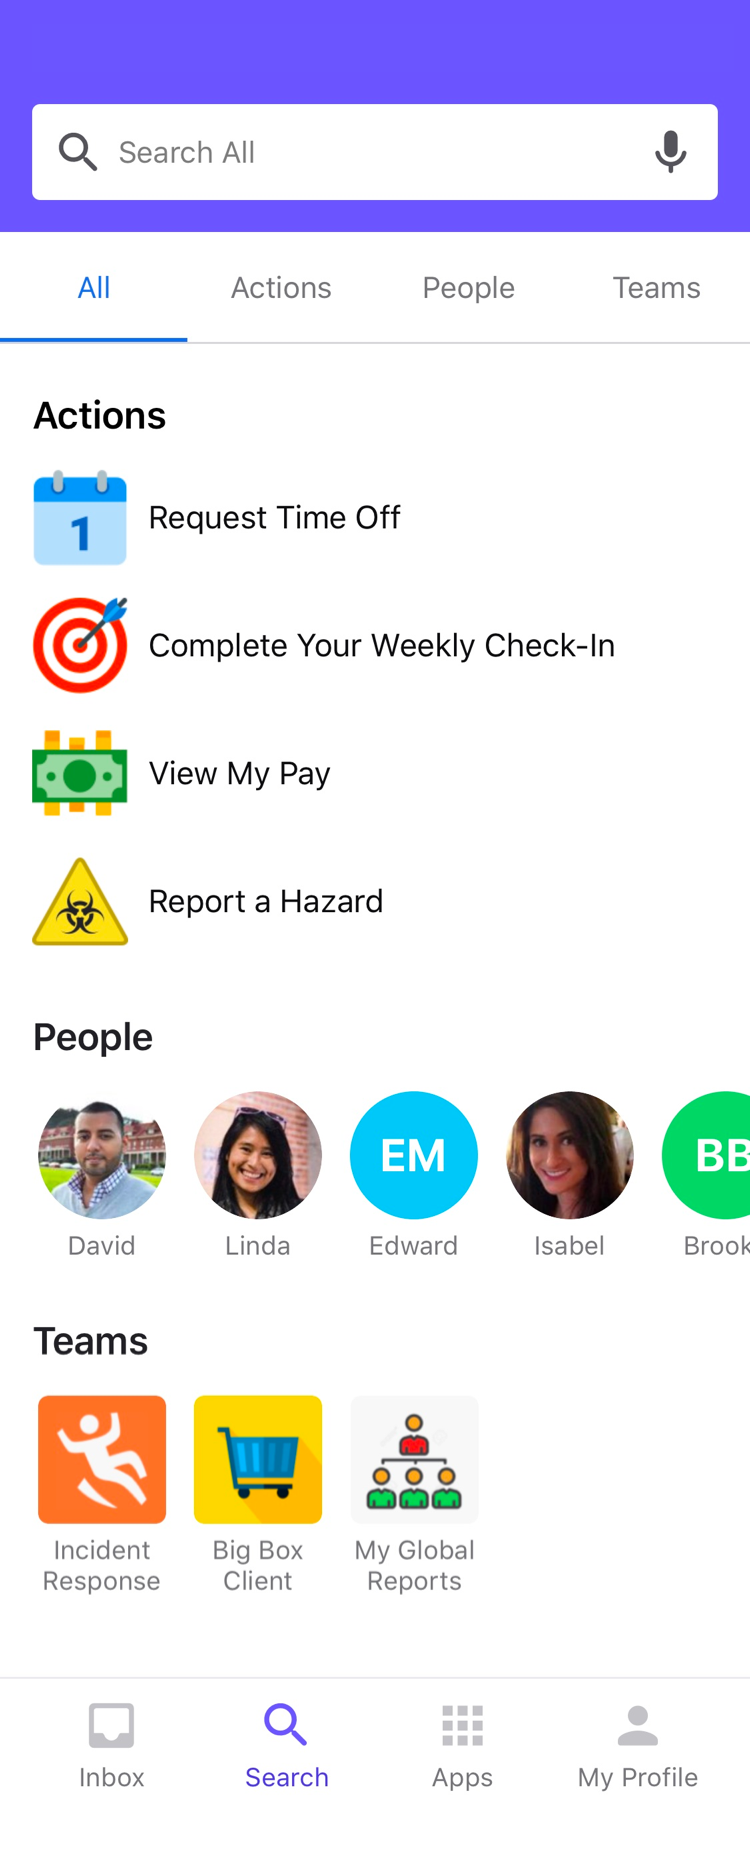 Search All
All
Actions
People
Teams
Actions
1
Request Time Off
Complete Your Weekly Check-In
View My Pay
Report a Hazard
People
EM
BB
David
Linda
Edward
Isabel
Brook
Teams
Incident
Response
Big Box
Client
My Global
Reports
Inbox
Search
Apps
My Profile